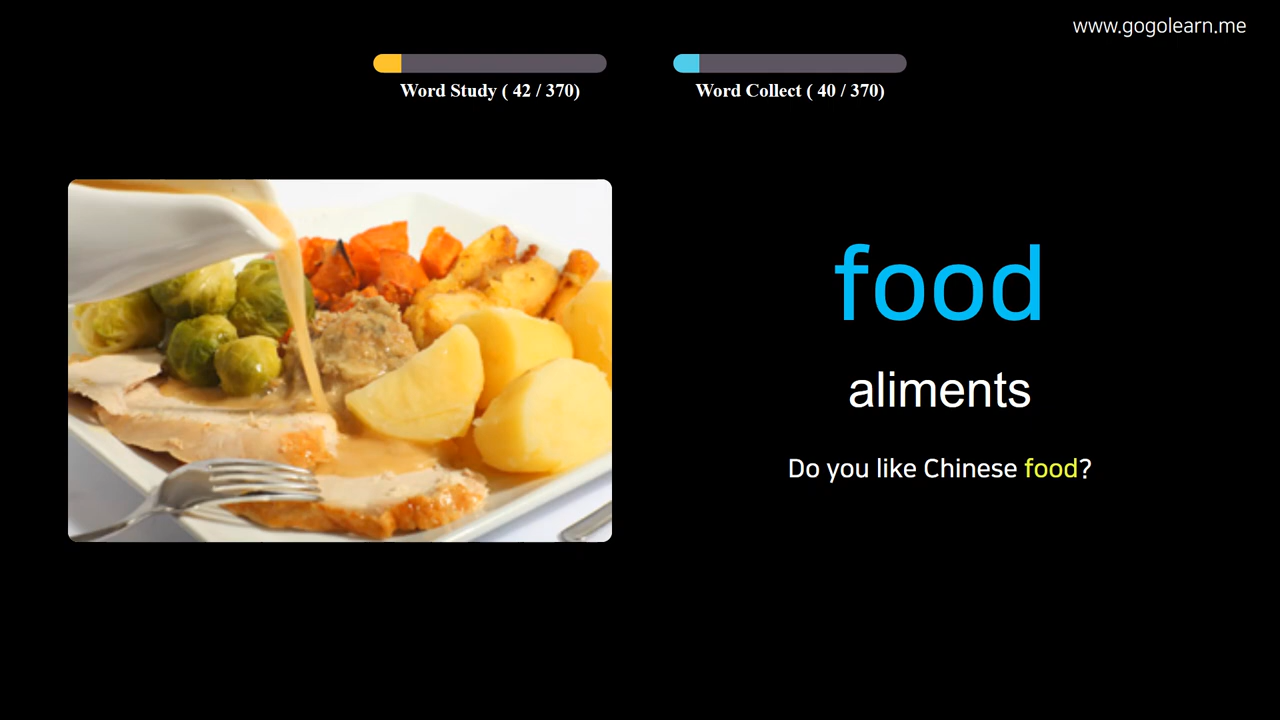 www.gogolearn.me
Word Study ( 42 / 370)
Word Collect ( 40 / 370)
food
aliments
Do you like Chinese food?